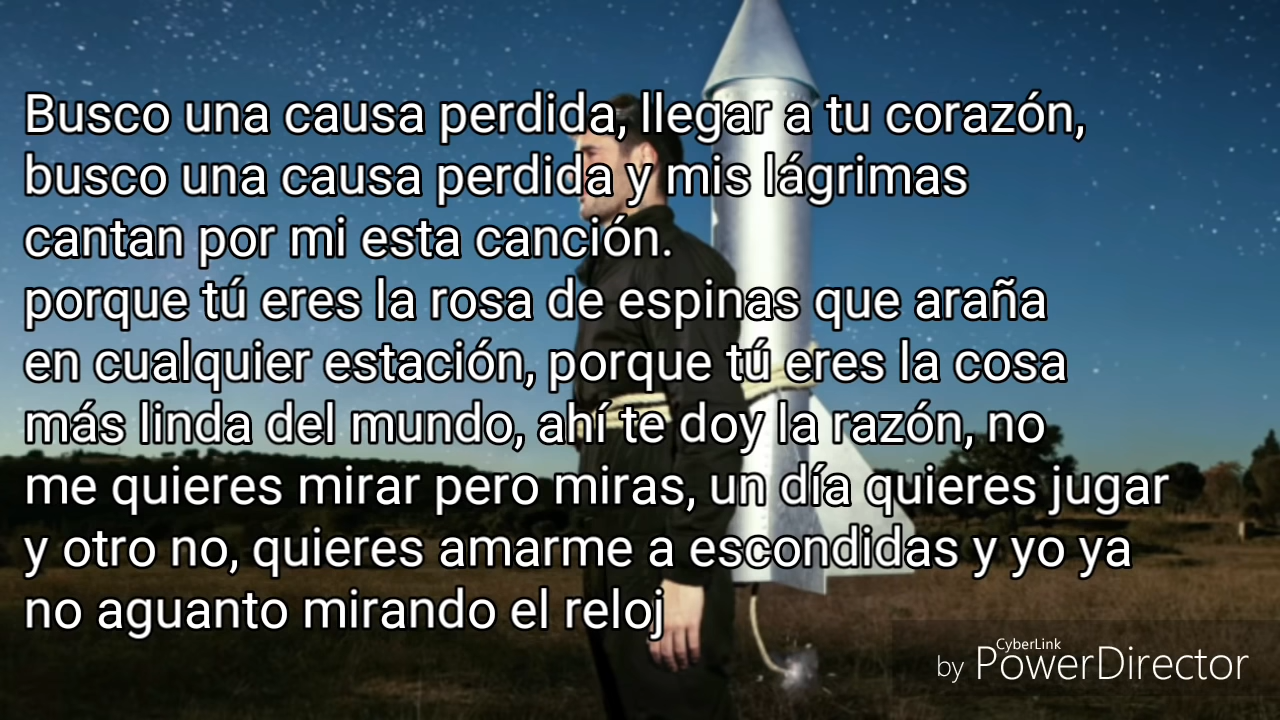 Busco una causa perdida, llegar a tu corazón,
busco una causa perdida y mis lágrimas
cantan por mi esta canción.
porque tú eres la rosa de espinas que araña
en cualquier estación, porque tú eres la cosa
más linda del mundo, ahí te doy la razón, no
me quieres mirar pero miras, un día quieres jugar
y otro no, quieres amarme a escondidas y yo ya
no aguanto mirando el reloj
CyberLink
by PowerDirector